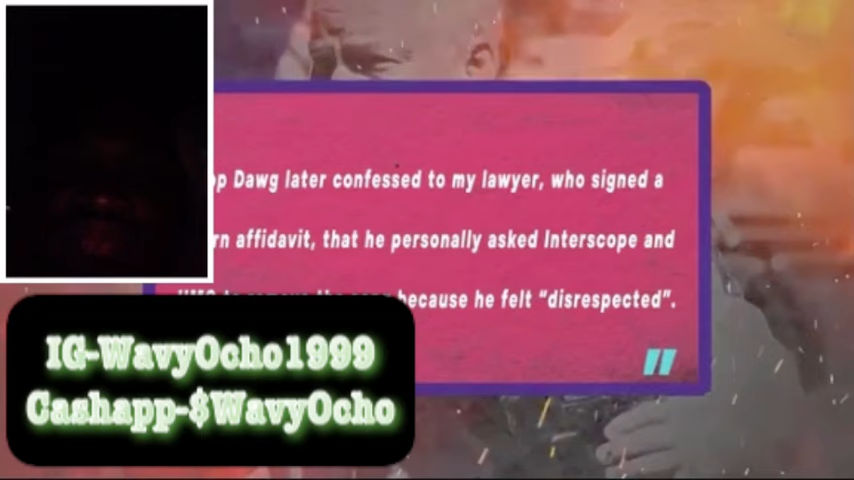 Dawg later confessed to my lawyer, who signed a
affidavit, that he personally asked Interscope and
because he felt “disrespected”.
IG-WavyOcho1999
Cashapp-$WavyOcho